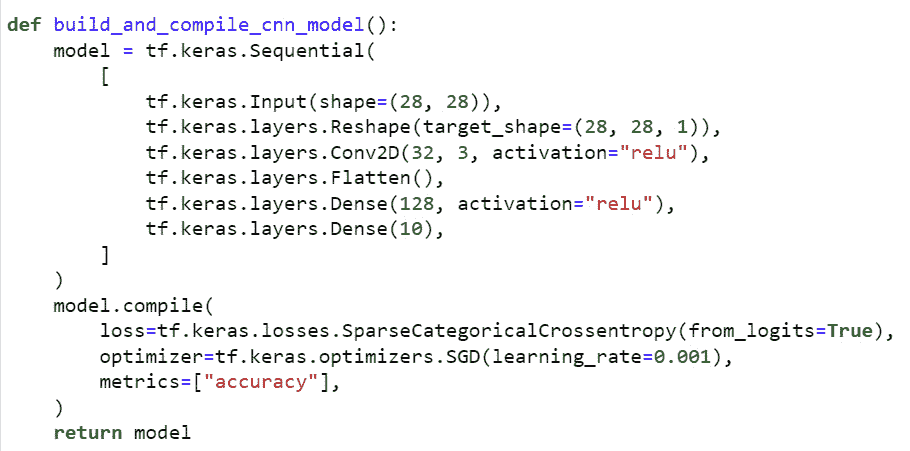 def build_and_compile_cnn_model():
    model = tf.keras.Sequential(
        [
            tf.keras.Input(shape=(28, 28)),
            tf.keras.layers.Reshape(target_shape=(28, 28, 1)),
            tf.keras.layers.Conv2D(32, 3, activation="relu"),
            tf.keras.layers.Flatten(),
            tf.keras.layers.Dense(128, activation="relu"),
            tf.keras.layers.Dense(10),
        ]
    )
    model.compile(
        loss=tf.keras.losses.SparseCategoricalCrossentropy(from_logits=True),
        optimizer=tf.keras.optimizers.SGD(learning_rate=0.001),
        metrics=["accuracy"],
    )
    return model